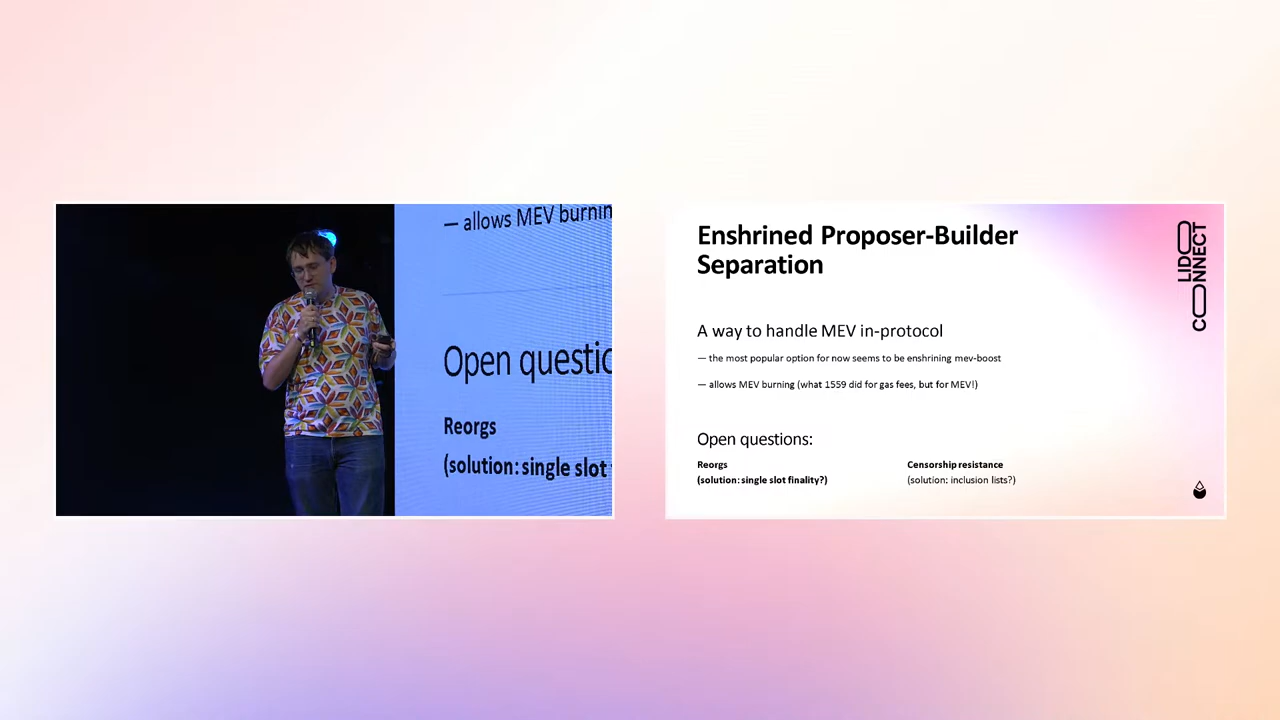 — allows MEV burnin
Open questio
Reorgs
(solution: single slot
Enshrined Proposer-Builder
Separation
A way to handle MEV in-protocol
— the most popular option for now seems to be enshrining mev-boost
— allows MEV burning (what 1559 did for gas fees, but for MEV!)
Open questions:
Reorgs
(solution: single slot finality?)
Censorship resistance
(solution: inclusion lists?)
LIDO
CONNECT